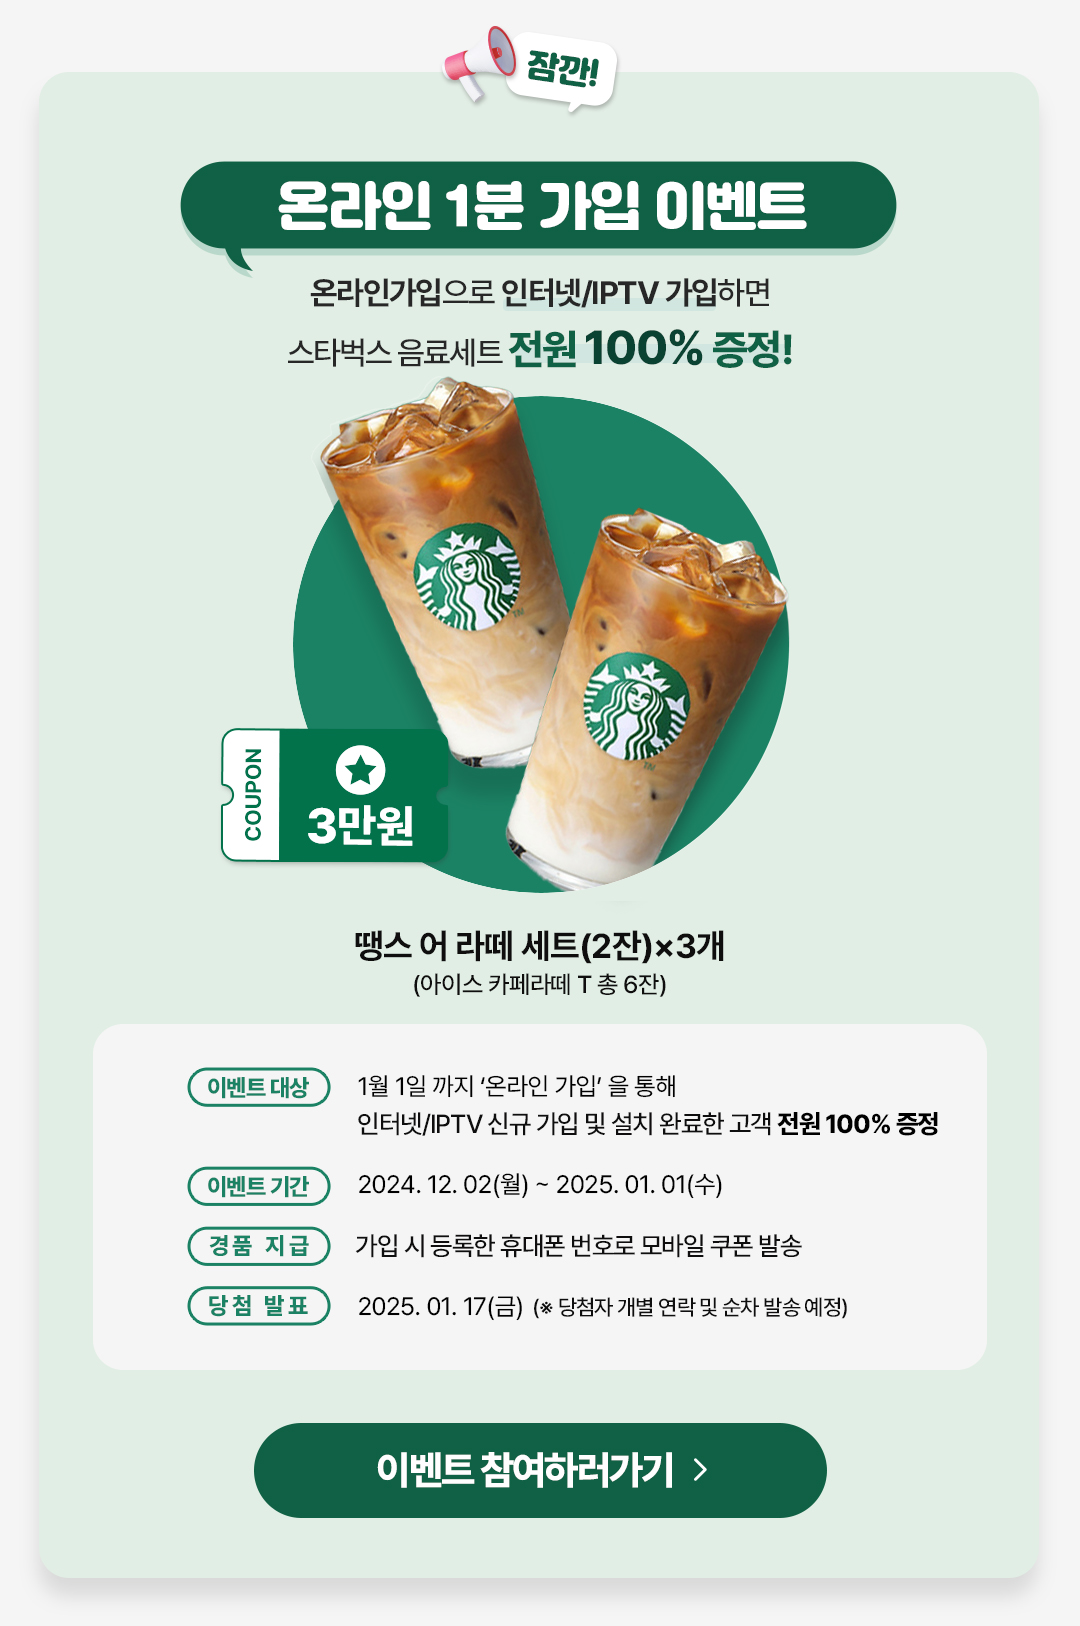 잠깐!
온라인 1분 가입 이벤트
온라인가입으로 인터넷/IPTV 가입하면
스타벅스 음료세트 전원 100% 증정!
TM
TM
COUPON
3만원
땡스 어 라떼 세트(2잔)×3개
(아이스 카페라떼 T 총 6잔)
이벤트 대상
1월 1일 까지 ‘온라인 가입’ 을 통해
인터넷/IPTV 신규 가입 및 설치 완료한 고객 전원 100% 증정
이벤트 기간
2024. 12. 02(월) ~ 2025. 01. 01(수)
경품 지급
가입 시 등록한 휴대폰 번호로 모바일 쿠폰 발송
당첨 발표
2025. 01. 17(금) (※ 당첨자 개별 연락 및 순차 발송 예정)
이벤트 참여하러가기 >